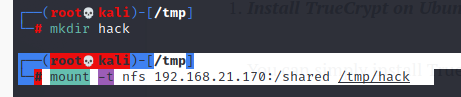 ┌──(root💀kali)-[/tmp]
└─# mkdir hack
┌──(root💀kali)-[/tmp]
└─# mount -t nfs 192.168.21.170:/shared /tmp/hack